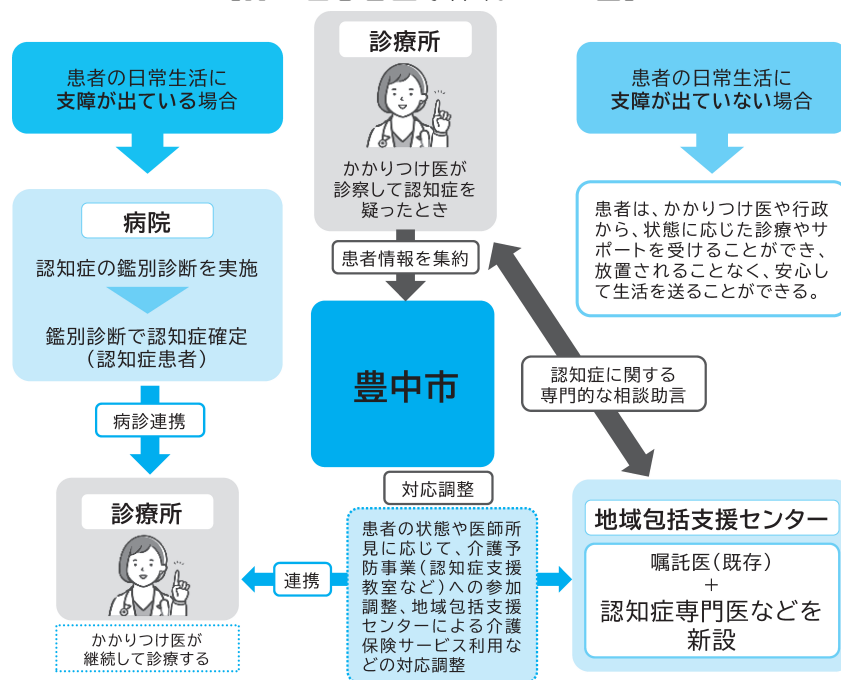 診療所
かかりつけ医が
診察して認知症を
疑ったとき
患者の日常生活に
支障が出ている場合
病院
認知症の鑑別診断を実施
鑑別診断で認知症確定
（認知症患者）
病診連携
診療所
かかりつけ医が
継続して診療する
患者情報を集約
豊中市
対応調整
患者の状態や医師所
見に応じて、介護予
防事業（認知症支援
教室など）への参加
調整、地域包括支援
センターによる介護
保険サービス利用な
どの対応調整
連携
患者の日常生活に
支障が出ていない場合
患者は、かかりつけ医や行政
から、状態に応じた診療やサ
ポートを受けることができ、
放置されることなく、安心し
て生活を送ることができる。
認知症に関する
専門的な相談助言
地域包括支援センター
嘱託医（既存）
＋
認知症専門医などを
新設